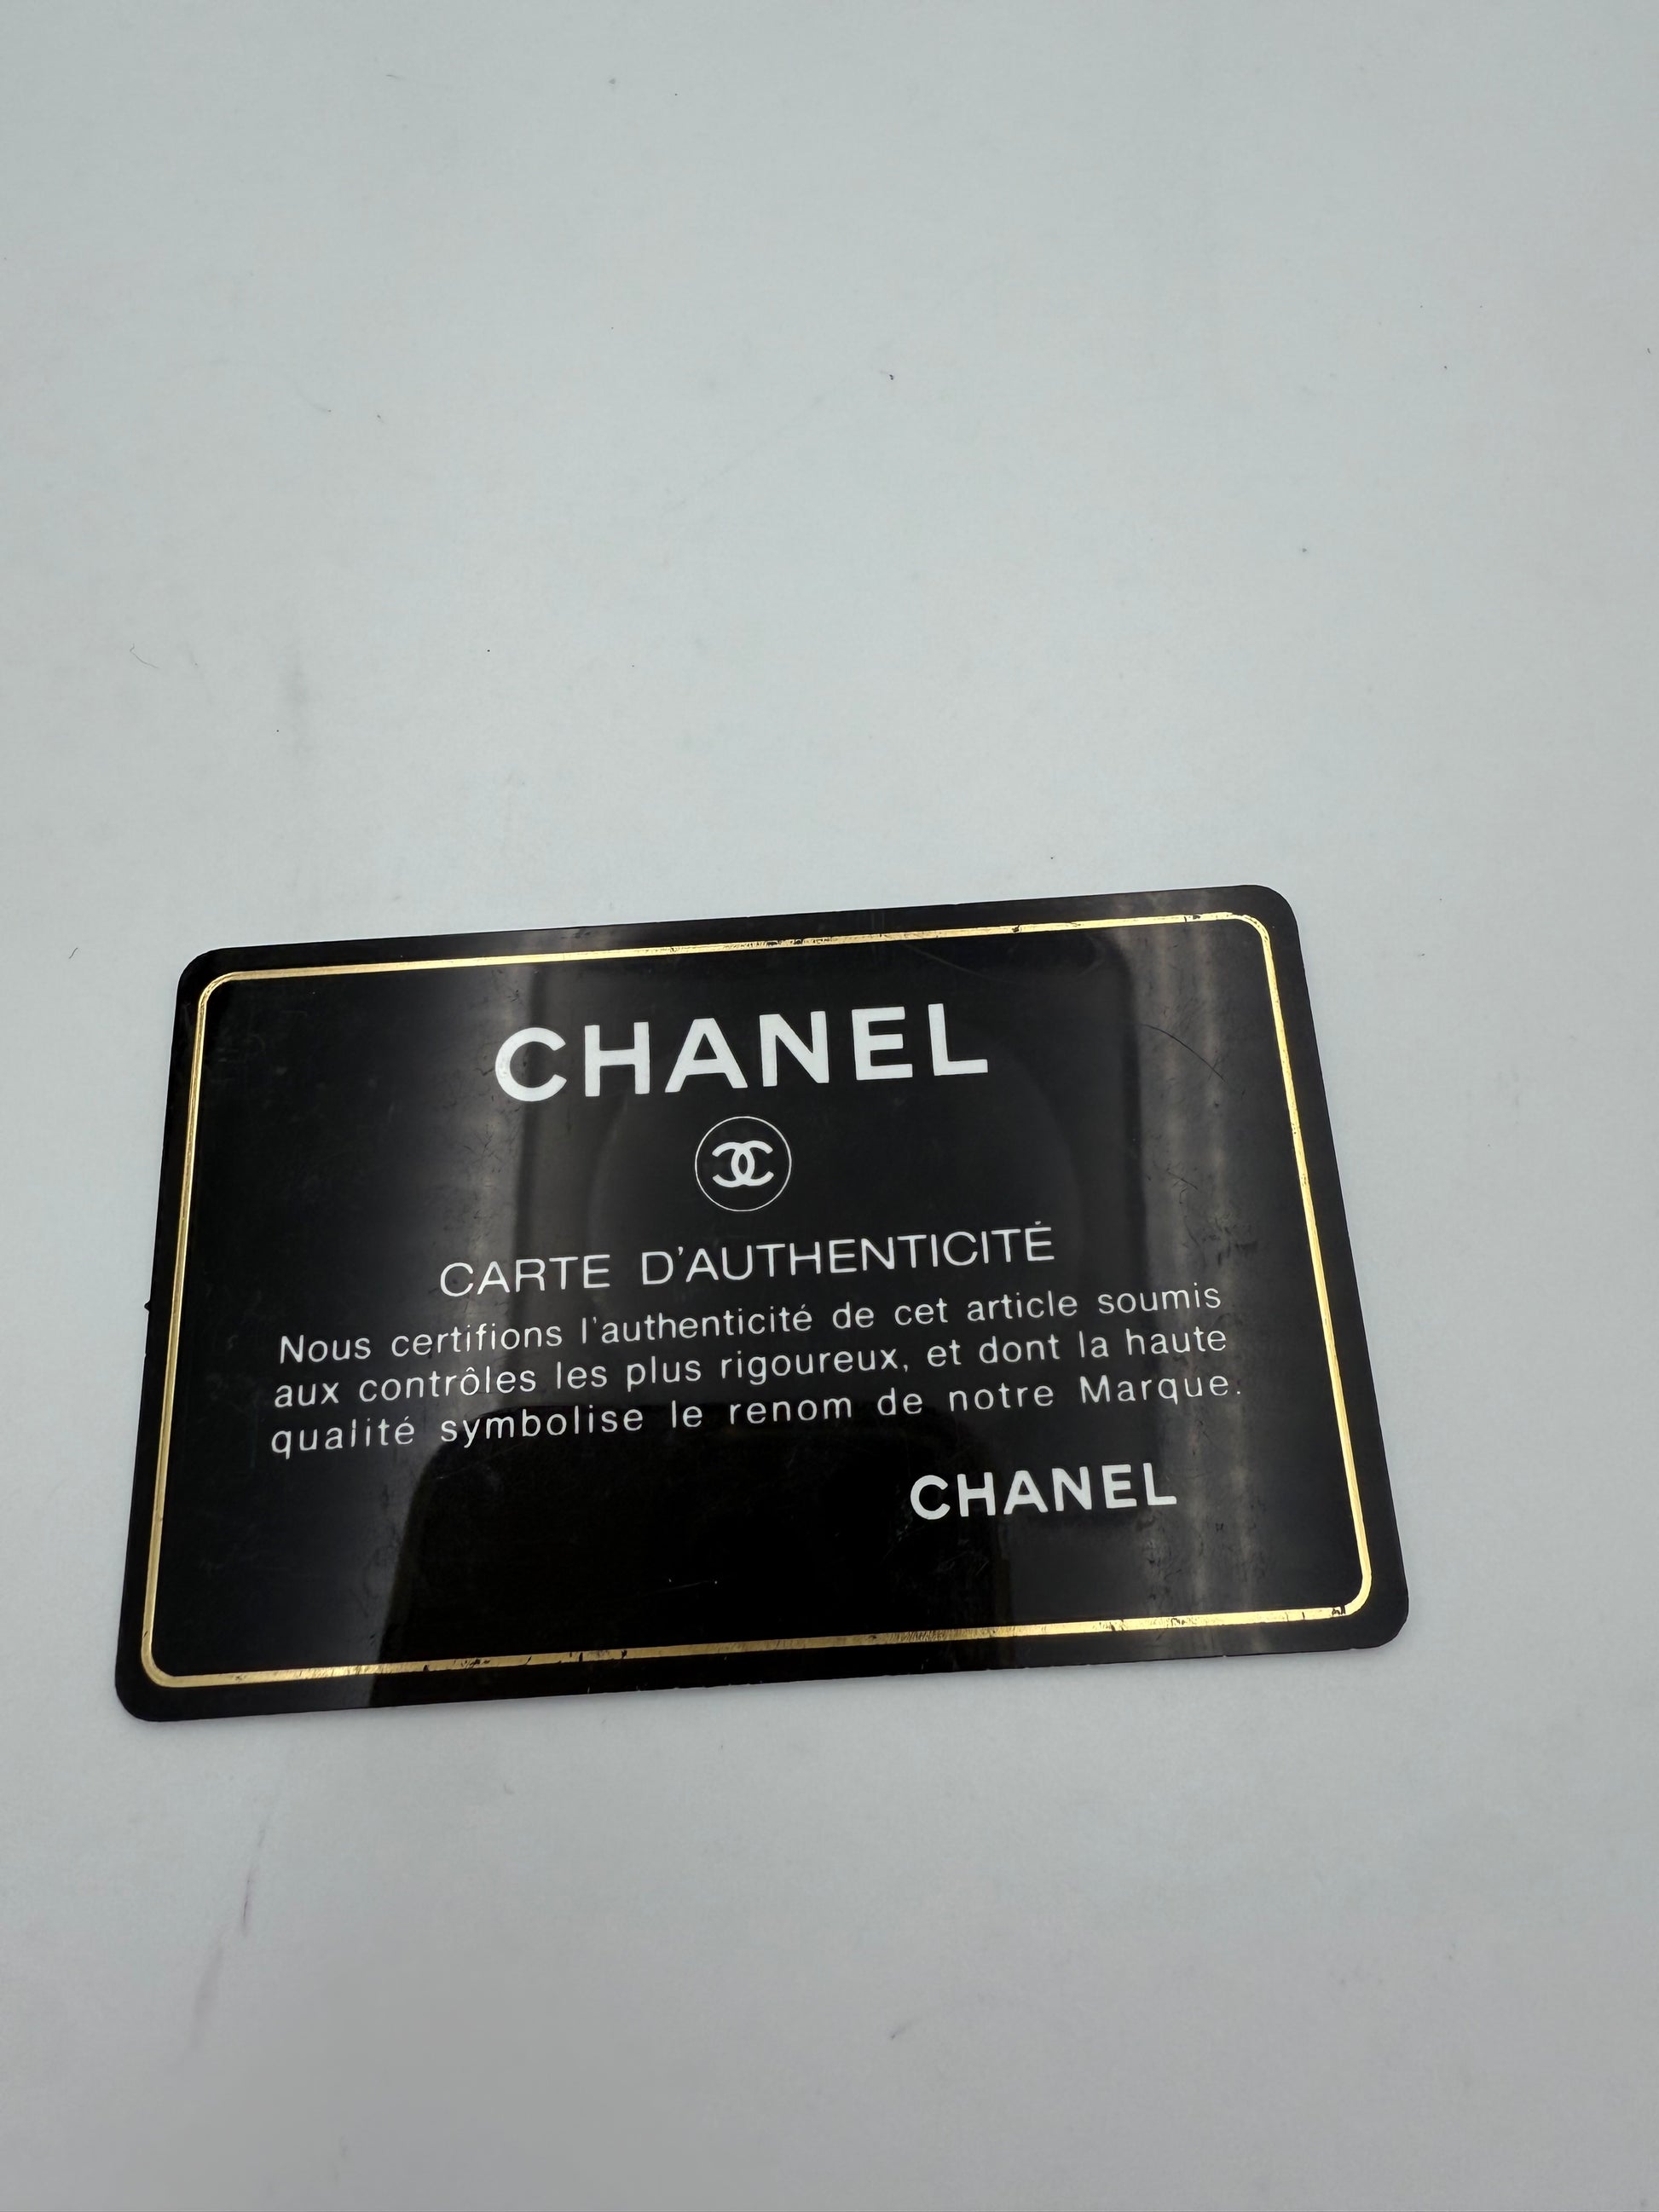 CHANEL
CARTE D'AUTHENTICITÉ
Nous certifions l'authenticité de cet article soumis
aux contrôles les plus rigoureux, et dont la haute
qualité symbolise le renom de notre Marque.
CHANEL